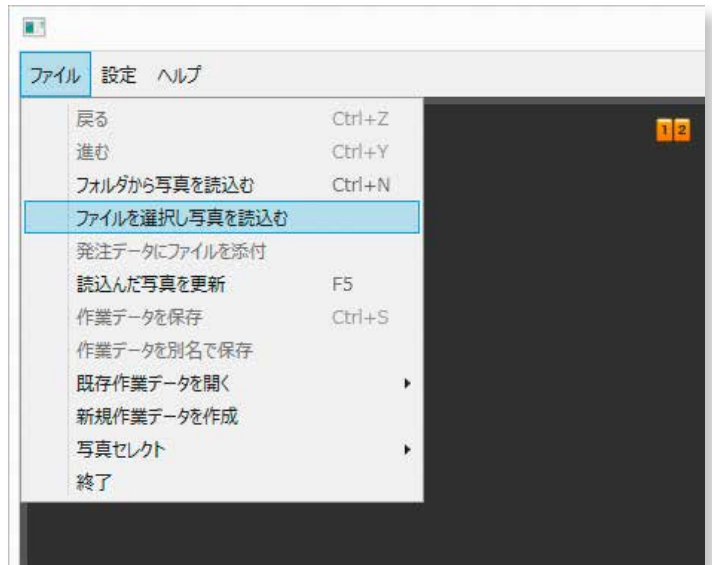 ファイル 設定 ヘルプ
戻る Ctrl+Z
進む Ctrl+Y
フォルダから写真を読込む Ctrl+N
ファイルを選択し写真を読込む
発注データにファイルを添付
読込んだ写真を更新 F5
作業データを保存 Ctrl+S
作業データを別名で保存
既存作業データを開く
新規作業データを作成
写真セレクト
終了
1 2